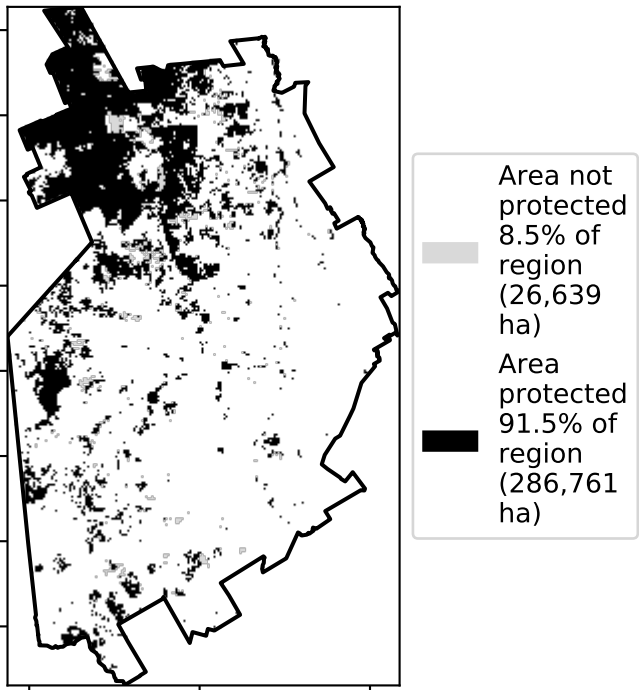 Area not
protected
8.5% of
region
(26,639
ha)
Area
protected
91.5% of
region
(286,761
ha)